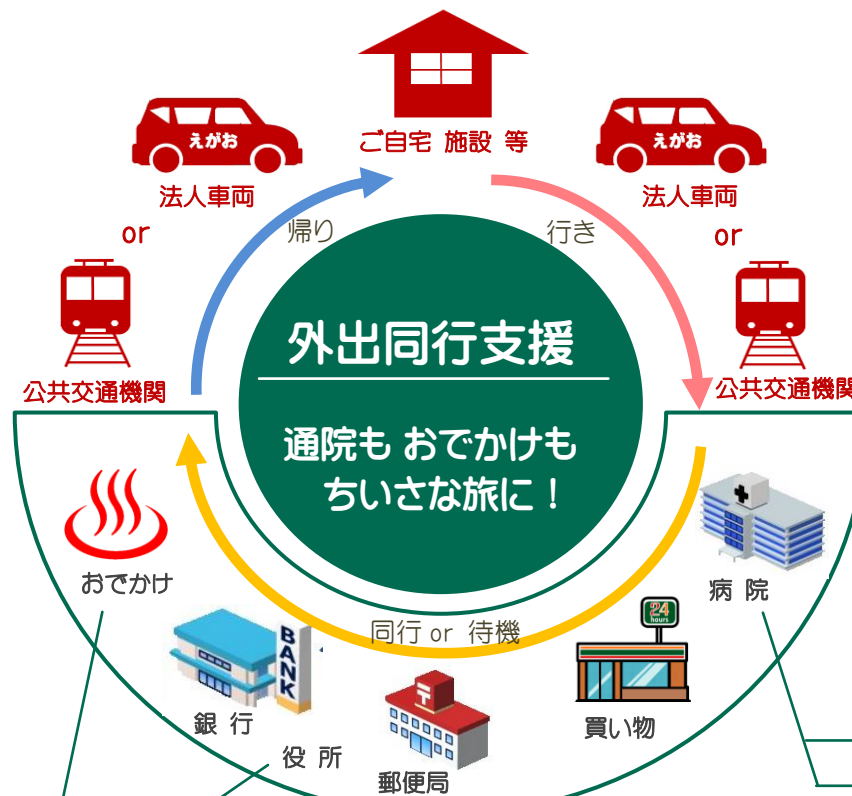 ご自宅 施設 等
えがお
法人車両
or
公共交通機関
帰り
行き
えがお
法人車両
or
公共交通機関
外出同行支援
通院も おでかけも
ちいさな旅に！
おでかけ
病 院
同行 or 待機
24
hours
BANK
銀 行
役 所
〒
郵便局
買い物